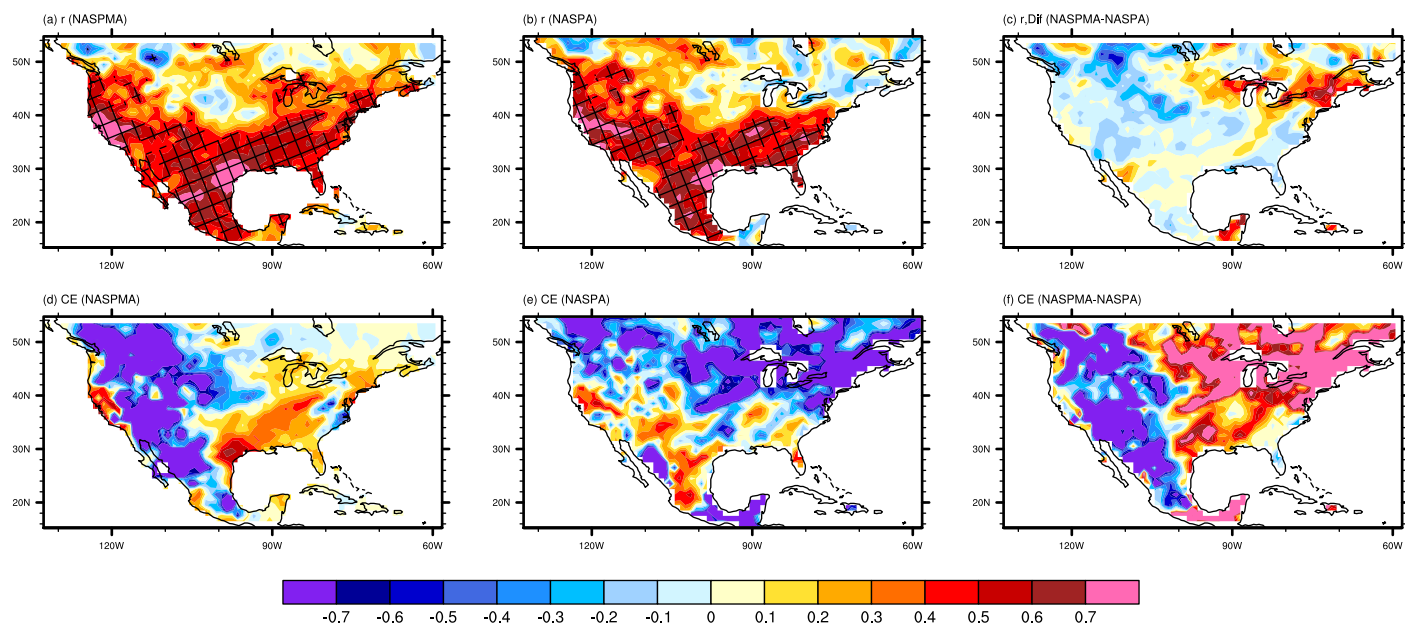 (a) r (NASPMA) (b) r (NASPA) (c) r,Dif (NASPMA-NASPA)
50N 50N 50N
40N 40N 40N
30N 30N 30N
20N 20N 20N
120W 90W 60W 120W 90W 60W 120W 90W 60W
(d) CE (NASPMA) (e) CE (NASPA) (f) CE (NASPMA-NASPA)
50N 50N 50N
40N 40N 40N
30N 30N 30N
20N 20N 20N
120W 90W 60W 120W 90W 60W 120W 90W 60W
-0.7 -0.6 -0.5 -0.4 -0.3 -0.2 -0.1 0 0.1 0.2 0.3 0.4 0.5 0.6 0.7